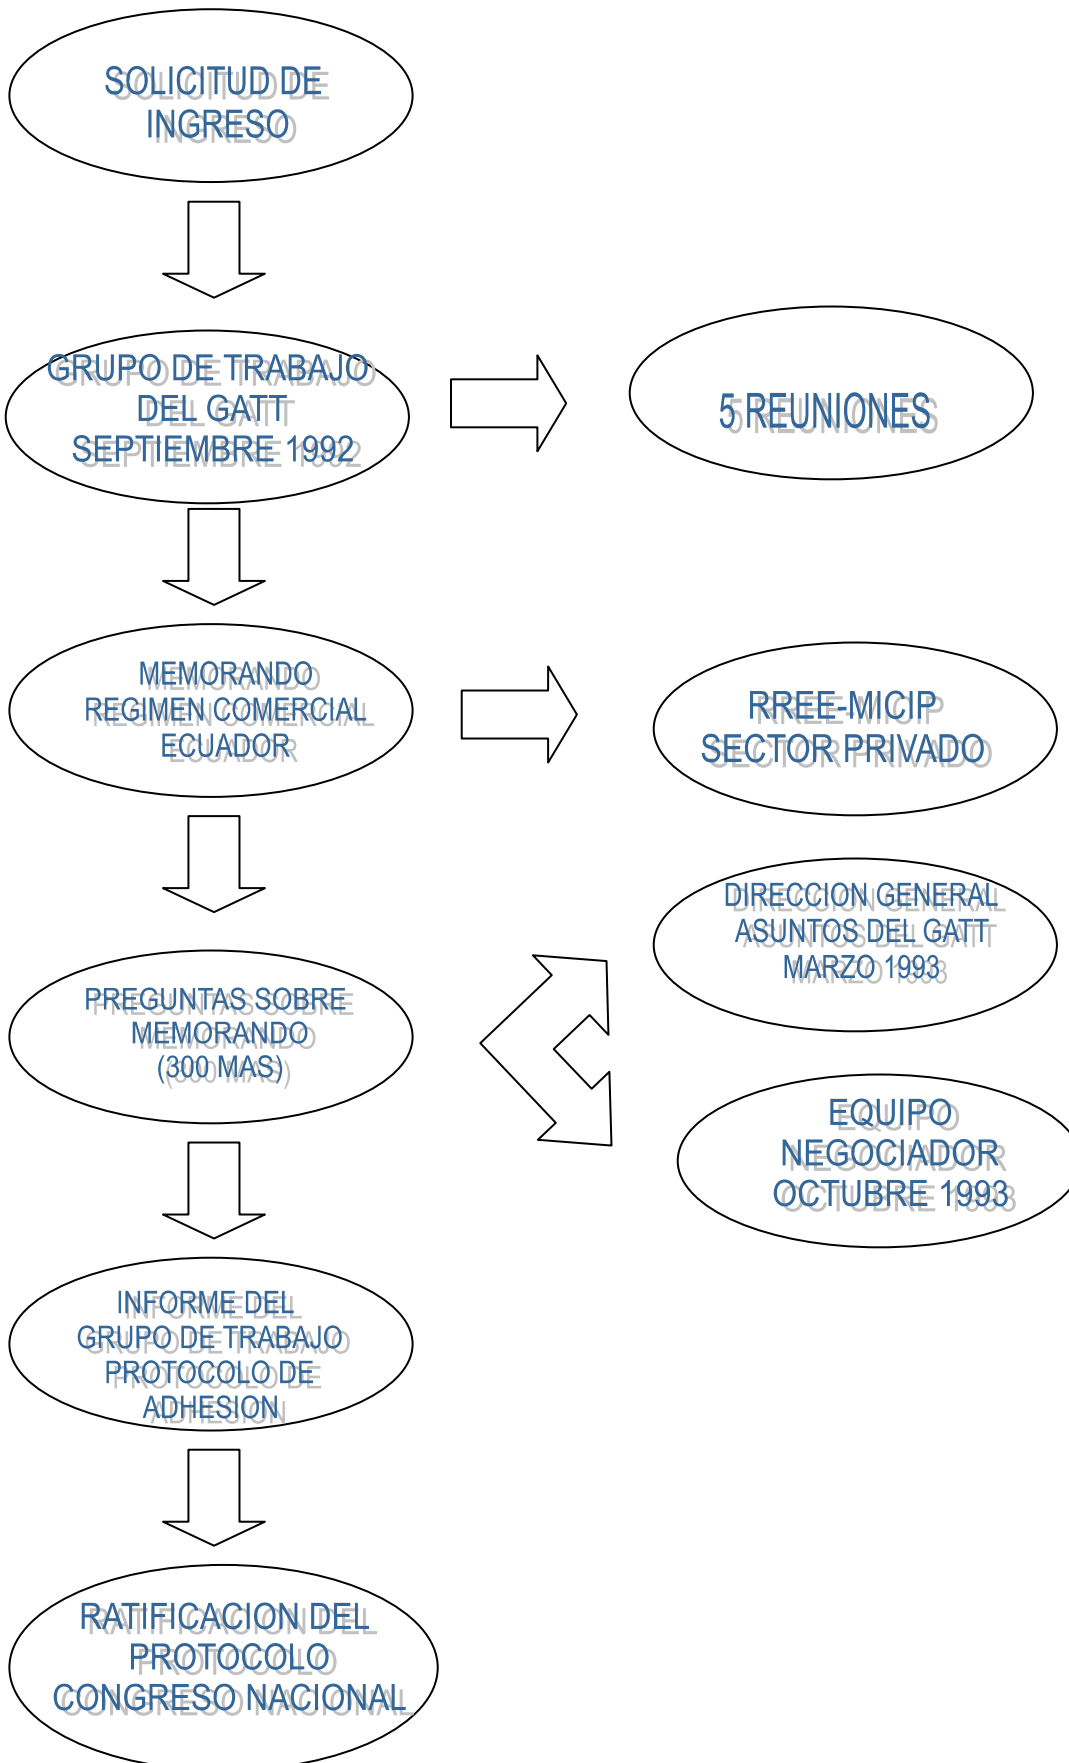 SOLICITUD DE
INGRESO
GRUPO DE TRABAJO
DEL GATT
SEPTIEMBRE 1992
5 REUNIONES
MEMORANDO
REGIMEN COMERCIAL
ECUADOR
RREE-MICIP
SECTOR PRIVADO
DIRECCION GENERAL
ASUNTOS DEL GATT
MARZO 1993
PREGUNTAS SOBRE
MEMORANDO
(300 MAS)
EQUIPO
NEGOCIADOR
OCTUBRE 1993
INFORME DEL
GRUPO DE TRABAJO
PROTOCOLO DE
ADHESION
RATIFICACION DEL
PROTOCOLO
CONGRESO NACIONAL